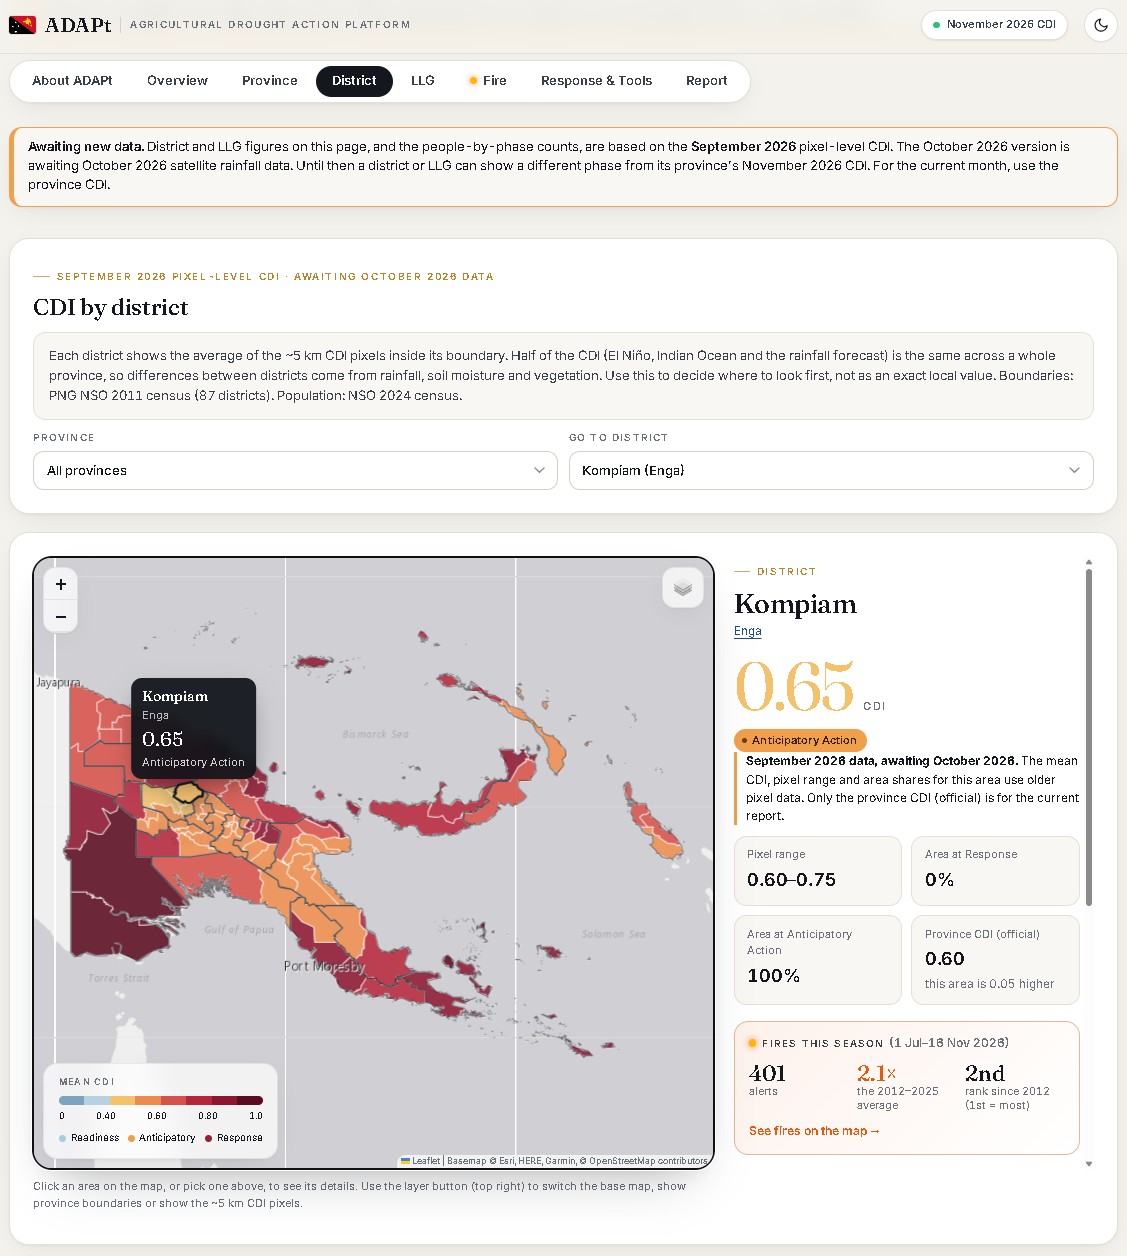 ADAPt AGRICULTURAL DROUGHT ACTION PLATFORM
November 2026 CDI
About ADAPt Overview Province District LLG Fire Response & Tools Report
Awaiting new data. District and LLG figures on this page, and the people-by-phase counts, are based on the September 2026 pixel-level CDI. The October 2026 version is
awaiting October 2026 satellite rainfall data. Until then a district or LLG can show a different phase from its province's November 2026 CDI. For the current month, use the
province CDI.
SEPTEMBER 2026 PIXEL-LEVEL CDI · AWAITING OCTOBER 2026 DATA
CDI by district
Each district shows the average of the ~5 km CDI pixels inside its boundary. Half of the CDI (El Niño, Indian Ocean and the rainfall forecast) is the same across a whole
province, so differences between districts come from rainfall, soil moisture and vegetation. Use this to decide where to look first, not as an exact local value. Boundaries:
PNG NSO 2011 census (87 districts). Population: NSO 2024 census.
PROVINCE
All provinces
GO TO DISTRICT
Kompiam (Enga)
+
−
Jayapura
Kompiam
Enga
0.65
Anticipatory Action
Bismarck Sea
Gulf of Papua
Solomon Sea
Port Moresby
Torres Strait
MEAN CDI
0 0.40 0.60 0.80 1.0
Readiness Anticipatory Response
Leaflet | Basemap © Esri, HERE, Garmin, © OpenStreetMap contributors
Click an area on the map, or pick one above, to see its details. Use the layer button (top right) to switch the base map, show
province boundaries or show the ~5 km CDI pixels.
DISTRICT
Kompiam
Enga
0.65 CDI
Anticipatory Action
September 2026 data, awaiting October 2026. The mean
CDI, pixel range and area shares for this area use older
pixel data. Only the province CDI (official) is for the current
report.
Pixel range
0.60–0.75
Area at Response
0%
Area at Anticipatory
Action
100%
Province CDI (official)
0.60
this area is 0.05 higher
FIRES THIS SEASON (1 Jul–16 Nov 2026)
401
alerts
2.1×
the 2012–2025
average
2nd
rank since 2012
(1st = most)
See fires on the map →